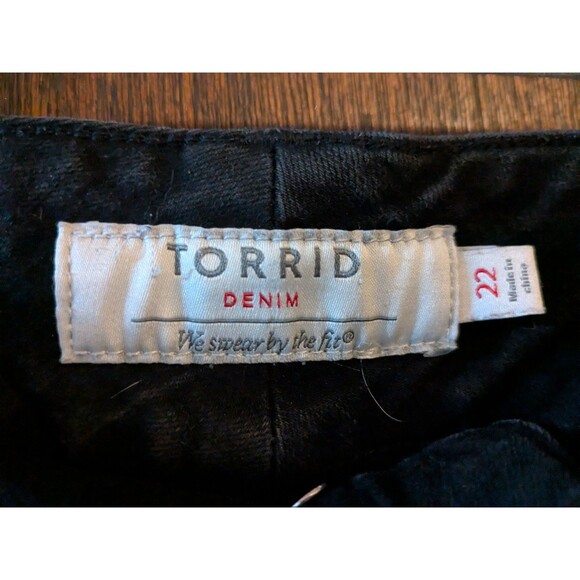 TORRID
DENIM
We swear by the fit®
22
Made in
china